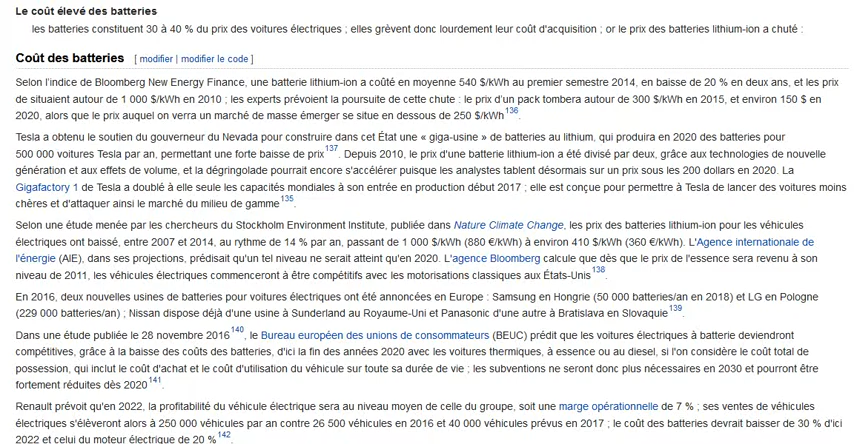 Le coût élevé des batteries
les batteries constituent 30 à 40 % du prix des voitures électriques ; elles grèvent donc lourdement leur coût d'acquisition ; or le prix des batteries lithium-ion a chuté :
Coût des batteries [ modifier | modifier le code ]
Selon l'indice de Bloomberg New Energy Finance, une batterie lithium-ion a coûté en moyenne 540 $/kWh au premier semestre 2014, en baisse de 20 % en deux ans, et les prix
de situaient autour de 1 000 $/kWh en 2010 ; les experts prévoient la poursuite de cette chute : le prix d'un pack tombera autour de 300 $/kWh en 2015, et environ 150 $ en
2020, alors que le prix auquel on verra un marché de masse émerger se situe en dessous de 250 $/kWh136.
Tesla a obtenu le soutien du gouverneur du Nevada pour construire dans cet État une « giga-usine » de batteries au lithium, qui produira en 2020 des batteries pour
500 000 voitures Tesla par an, permettant une forte baisse de prix137. Depuis 2010, le prix d'une batterie lithium-ion a été divisé par deux, grâce aux technologies de nouvelle
génération et aux effets de volume, et la dégringolade pourrait encore s'accélérer puisque les analystes tablent désormais sur un prix sous les 200 dollars en 2020. La
Gigafactory 1 de Tesla a doublé à elle seule les capacités mondiales à son entrée en production début 2017 ; elle est conçue pour permettre à Tesla de lancer des voitures moins
chères et d'attaquer ainsi le marché du milieu de gamme135.
Selon une étude menée par les chercheurs du Stockholm Environment Institute, publiée dans Nature Climate Change, les prix des batteries lithium-ion pour les véhicules
électriques ont baissé, entre 2007 et 2014, au rythme de 14 % par an, passant de 1 000 $/kWh (880 €/kWh) à environ 410 $/kWh (360 €/kWh). L'Agence internationale de
l'énergie (AIE), dans ses projections, prédisait qu'un tel niveau ne serait atteint qu'en 2020. L'agence Bloomberg calcule que dès que le prix de l'essence sera revenu à son
niveau de 2011, les véhicules électriques commenceront à être compétitifs avec les motorisations classiques aux États-Unis138.
En 2016, deux nouvelles usines de batteries pour voitures électriques ont été annoncées en Europe : Samsung en Hongrie (50 000 batteries/an en 2018) et LG en Pologne
(229 000 batteries/an) ; Nissan dispose déjà d'une usine à Sunderland au Royaume-Uni et Panasonic d'une autre à Bratislava en Slovaquie139.
Dans une étude publiée le 28 novembre 2016140, le Bureau européen des unions de consommateurs (BEUC) prédit que les voitures électriques à batterie deviendront
compétitives, grâce à la baisse des coûts des batteries, d'ici la fin des années 2020 avec les voitures thermiques, à essence ou au diesel, si l'on considère le coût total de
possession, qui inclut le coût d'achat et le coût d'utilisation du véhicule sur toute sa durée de vie ; les subventions ne seront donc plus nécessaires en 2030 et pourront être
fortement réduites dès 2020141.
Renault prévoit qu'en 2022, la profitabilité du véhicule électrique sera au niveau moyen de celle du groupe, soit une marge opérationnelle de 7 % ; ses ventes de véhicules
électriques s'élèveront alors à 250 000 véhicules par an contre 26 500 véhicules en 2016 et 40 000 véhicules prévus en 2017 ; le coût des batteries devrait baisser de 30 % d'ici
2022 et celui du moteur électrique de 20 %142.